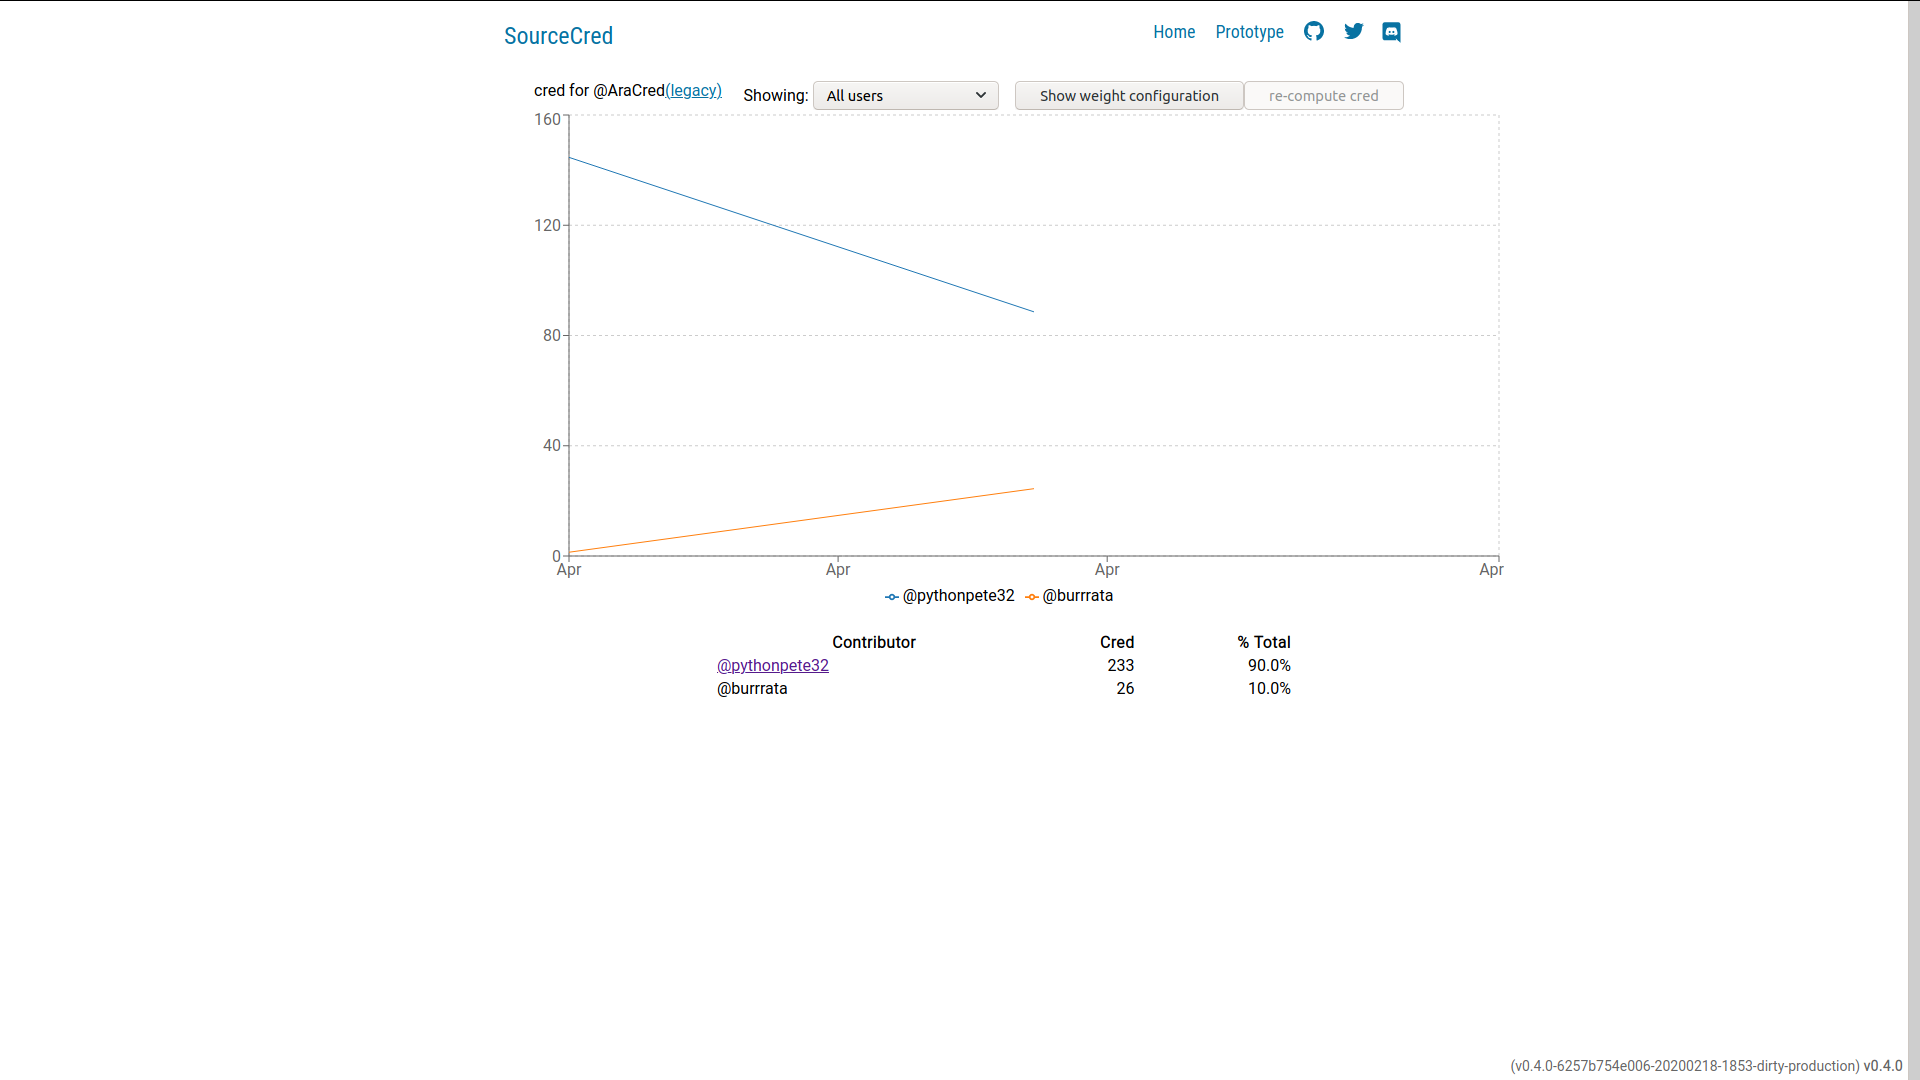 SourceCred
Home Prototype
cred for @AraCred(legacy) Showing: All users Show weight configuration re-compute cred
160
120
80
40
0
Apr Apr Apr Apr
@pythonpete32 @burrrata
Contributor Cred % Total
@pythonpete32 233 90.0%
@burrrata 26 10.0%
(v0.4.0-6257b754e006-20200218-1853-dirty-production) v0.4.0